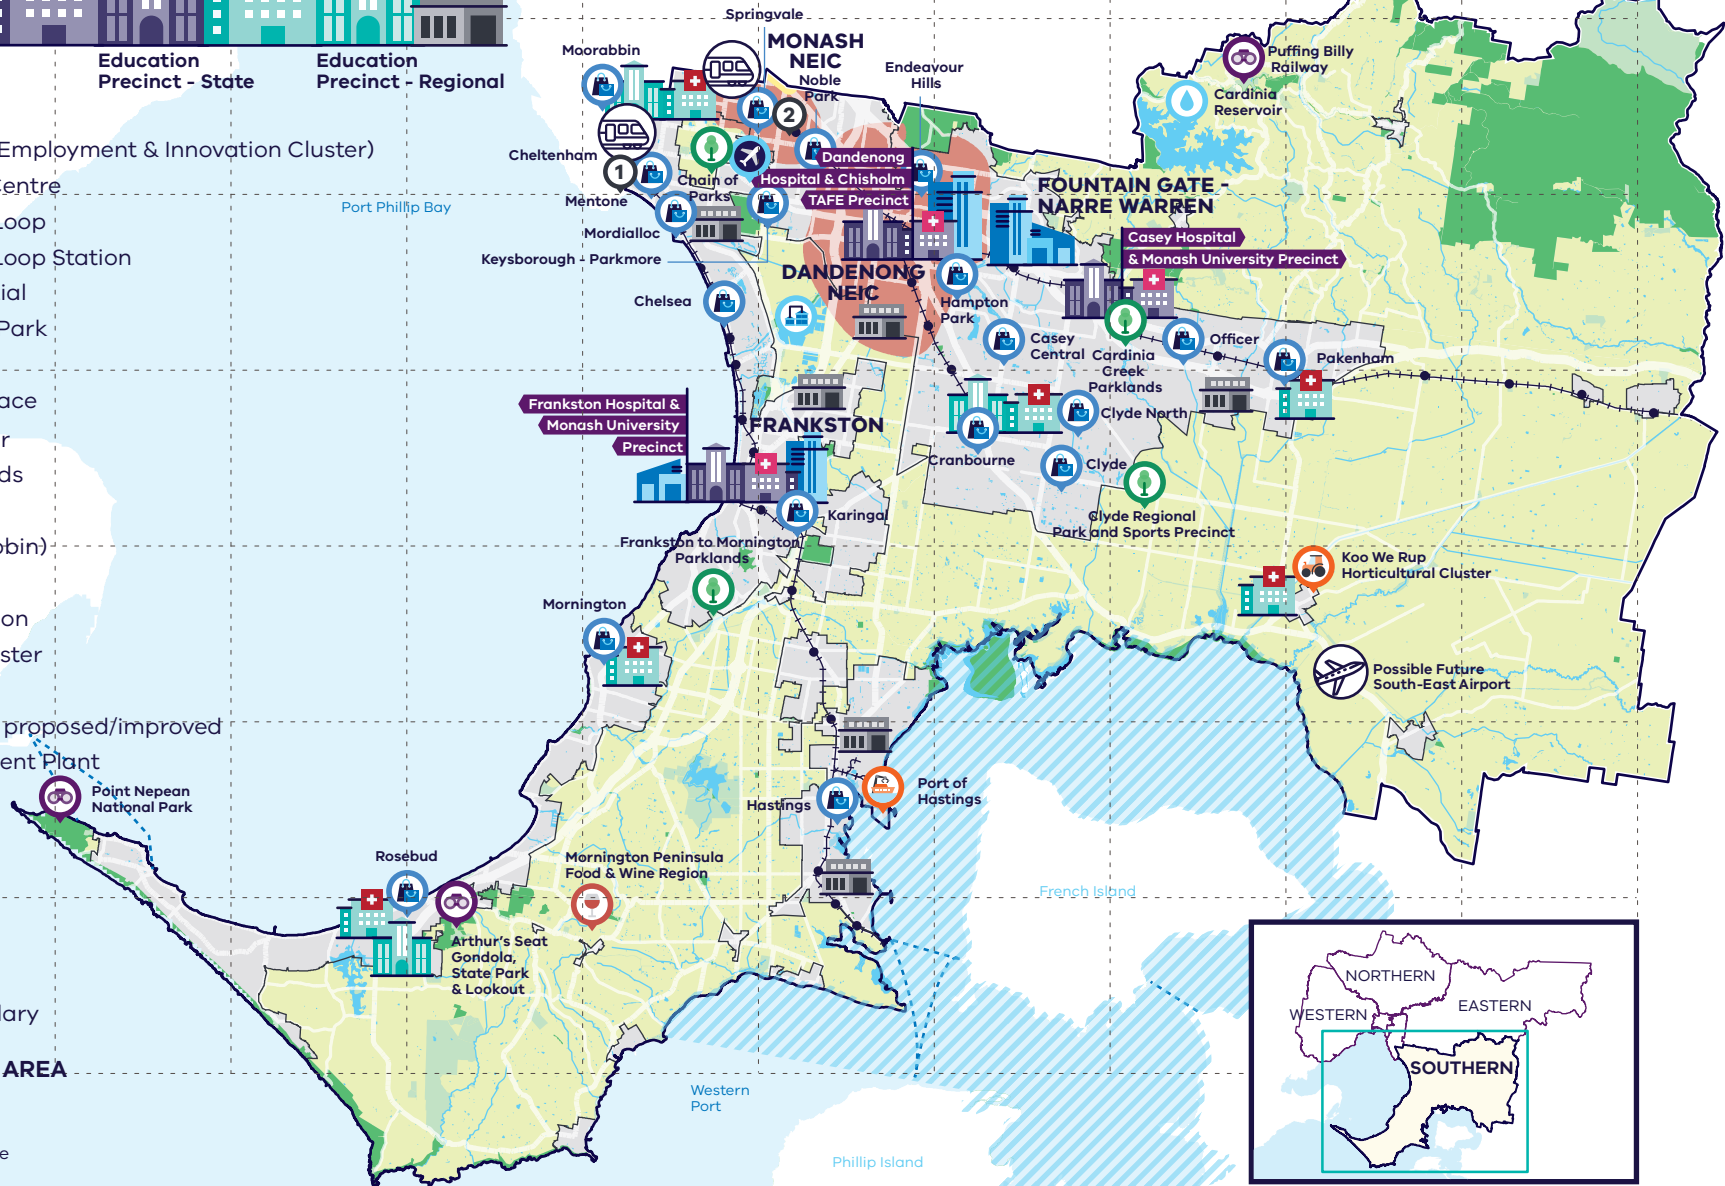 Education
Precinct - State
Education
Precinct - Regional
Employment & Innovation Cluster)
Centre
Loop
Loop Station
ial
Park
ace
r
ds
bbin)
on
ster
proposed/improved
ent Plant
dary
AREA
e
Springvale
Moorabbin
MONASH
NEIC
Noble
Park
Endeavour
Hills
Puffing Billy
Railway
Cardinia
Reservoir
2
Cheltenham
1
Mentone
Chain of
Parks
Dandenong
Hospital & Chisholm
TAFE Precinct
FOUNTAIN GATE -
NARRE WARREN
Port Phillip Bay
Mordialloc
Casey Hospital
& Monash University Precinct
Keysborough - Parkmore
DANDENONG
NEIC
Chelsea
Hampton
Park
Casey
Central
Cardinia
Creek
Parklands
Officer
Pakenham
Frankston Hospital &
Monash University
Precinct
FRANKSTON
Clyde North
Cranbourne
Clyde
Karingal
Clyde Regional
Park and Sports Precinct
Frankston to Mornington
Parklands
Koo We Rup
Horticultural Cluster
Mornington
Possible Future
South-East Airport
Point Nepean
National Park
Hastings
Port of
Hastings
Rosebud
Mornington Peninsula
Food & Wine Region
French Island
Arthur's Seat
Gondola,
State Park
& Lookout
Western
Port
Phillip Island
NORTHERN
WESTERN
EASTERN
SOUTHERN